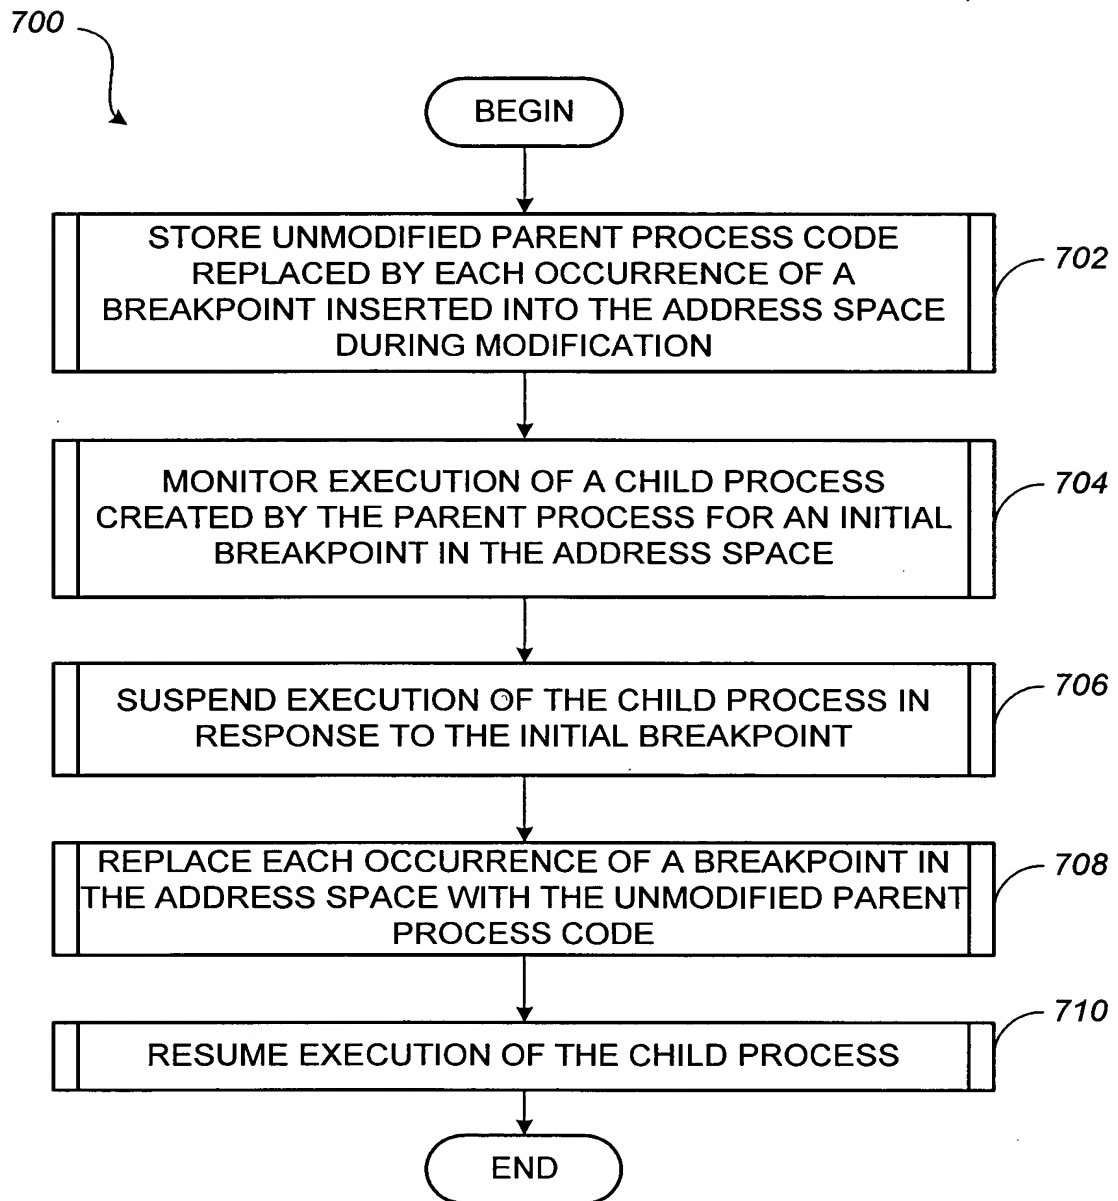 700
BEGIN
STORE UNMODIFIED PARENT PROCESS CODE
REPLACED BY EACH OCCURRENCE OF A
BREAKPOINT INSERTED INTO THE ADDRESS SPACE
DURING MODIFICATION
702
MONITOR EXECUTION OF A CHILD PROCESS
CREATED BY THE PARENT PROCESS FOR AN INITIAL
BREAKPOINT IN THE ADDRESS SPACE
704
SUSPEND EXECUTION OF THE CHILD PROCESS IN
RESPONSE TO THE INITIAL BREAKPOINT
706
REPLACE EACH OCCURRENCE OF A BREAKPOINT IN
THE ADDRESS SPACE WITH THE UNMODIFIED PARENT
PROCESS CODE
708
RESUME EXECUTION OF THE CHILD PROCESS
710
END